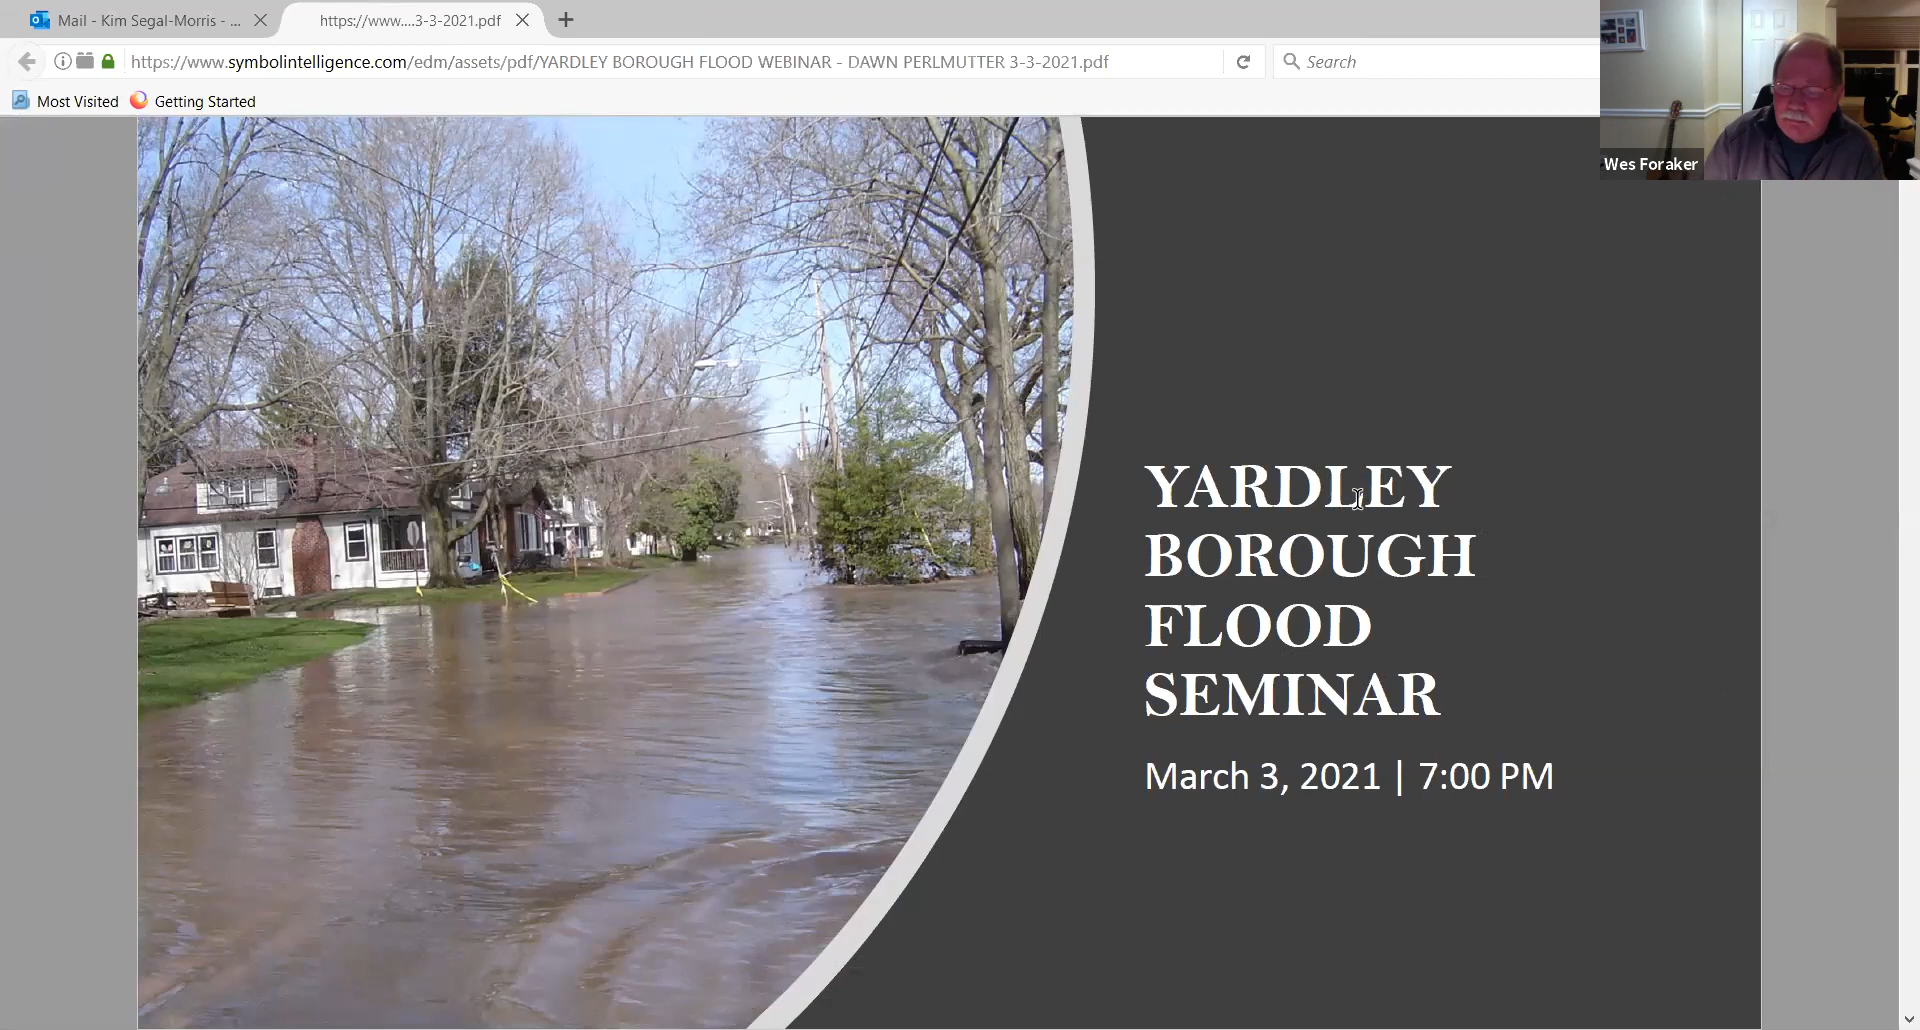 Mail - Kim Segal-Morris - ...
https://www....3-3-2021.pdf
https://www.symbolintelligence.com/edm/assets/pdf/YARDLEY BOROUGH FLOOD WEBINAR - DAWN PERLMUTTER 3-3-2021.pdf
Search
Most Visited
Getting Started
Wes Foraker
YARDLEY
BOROUGH
FLOOD
SEMINAR
March 3, 2021 | 7:00 PM